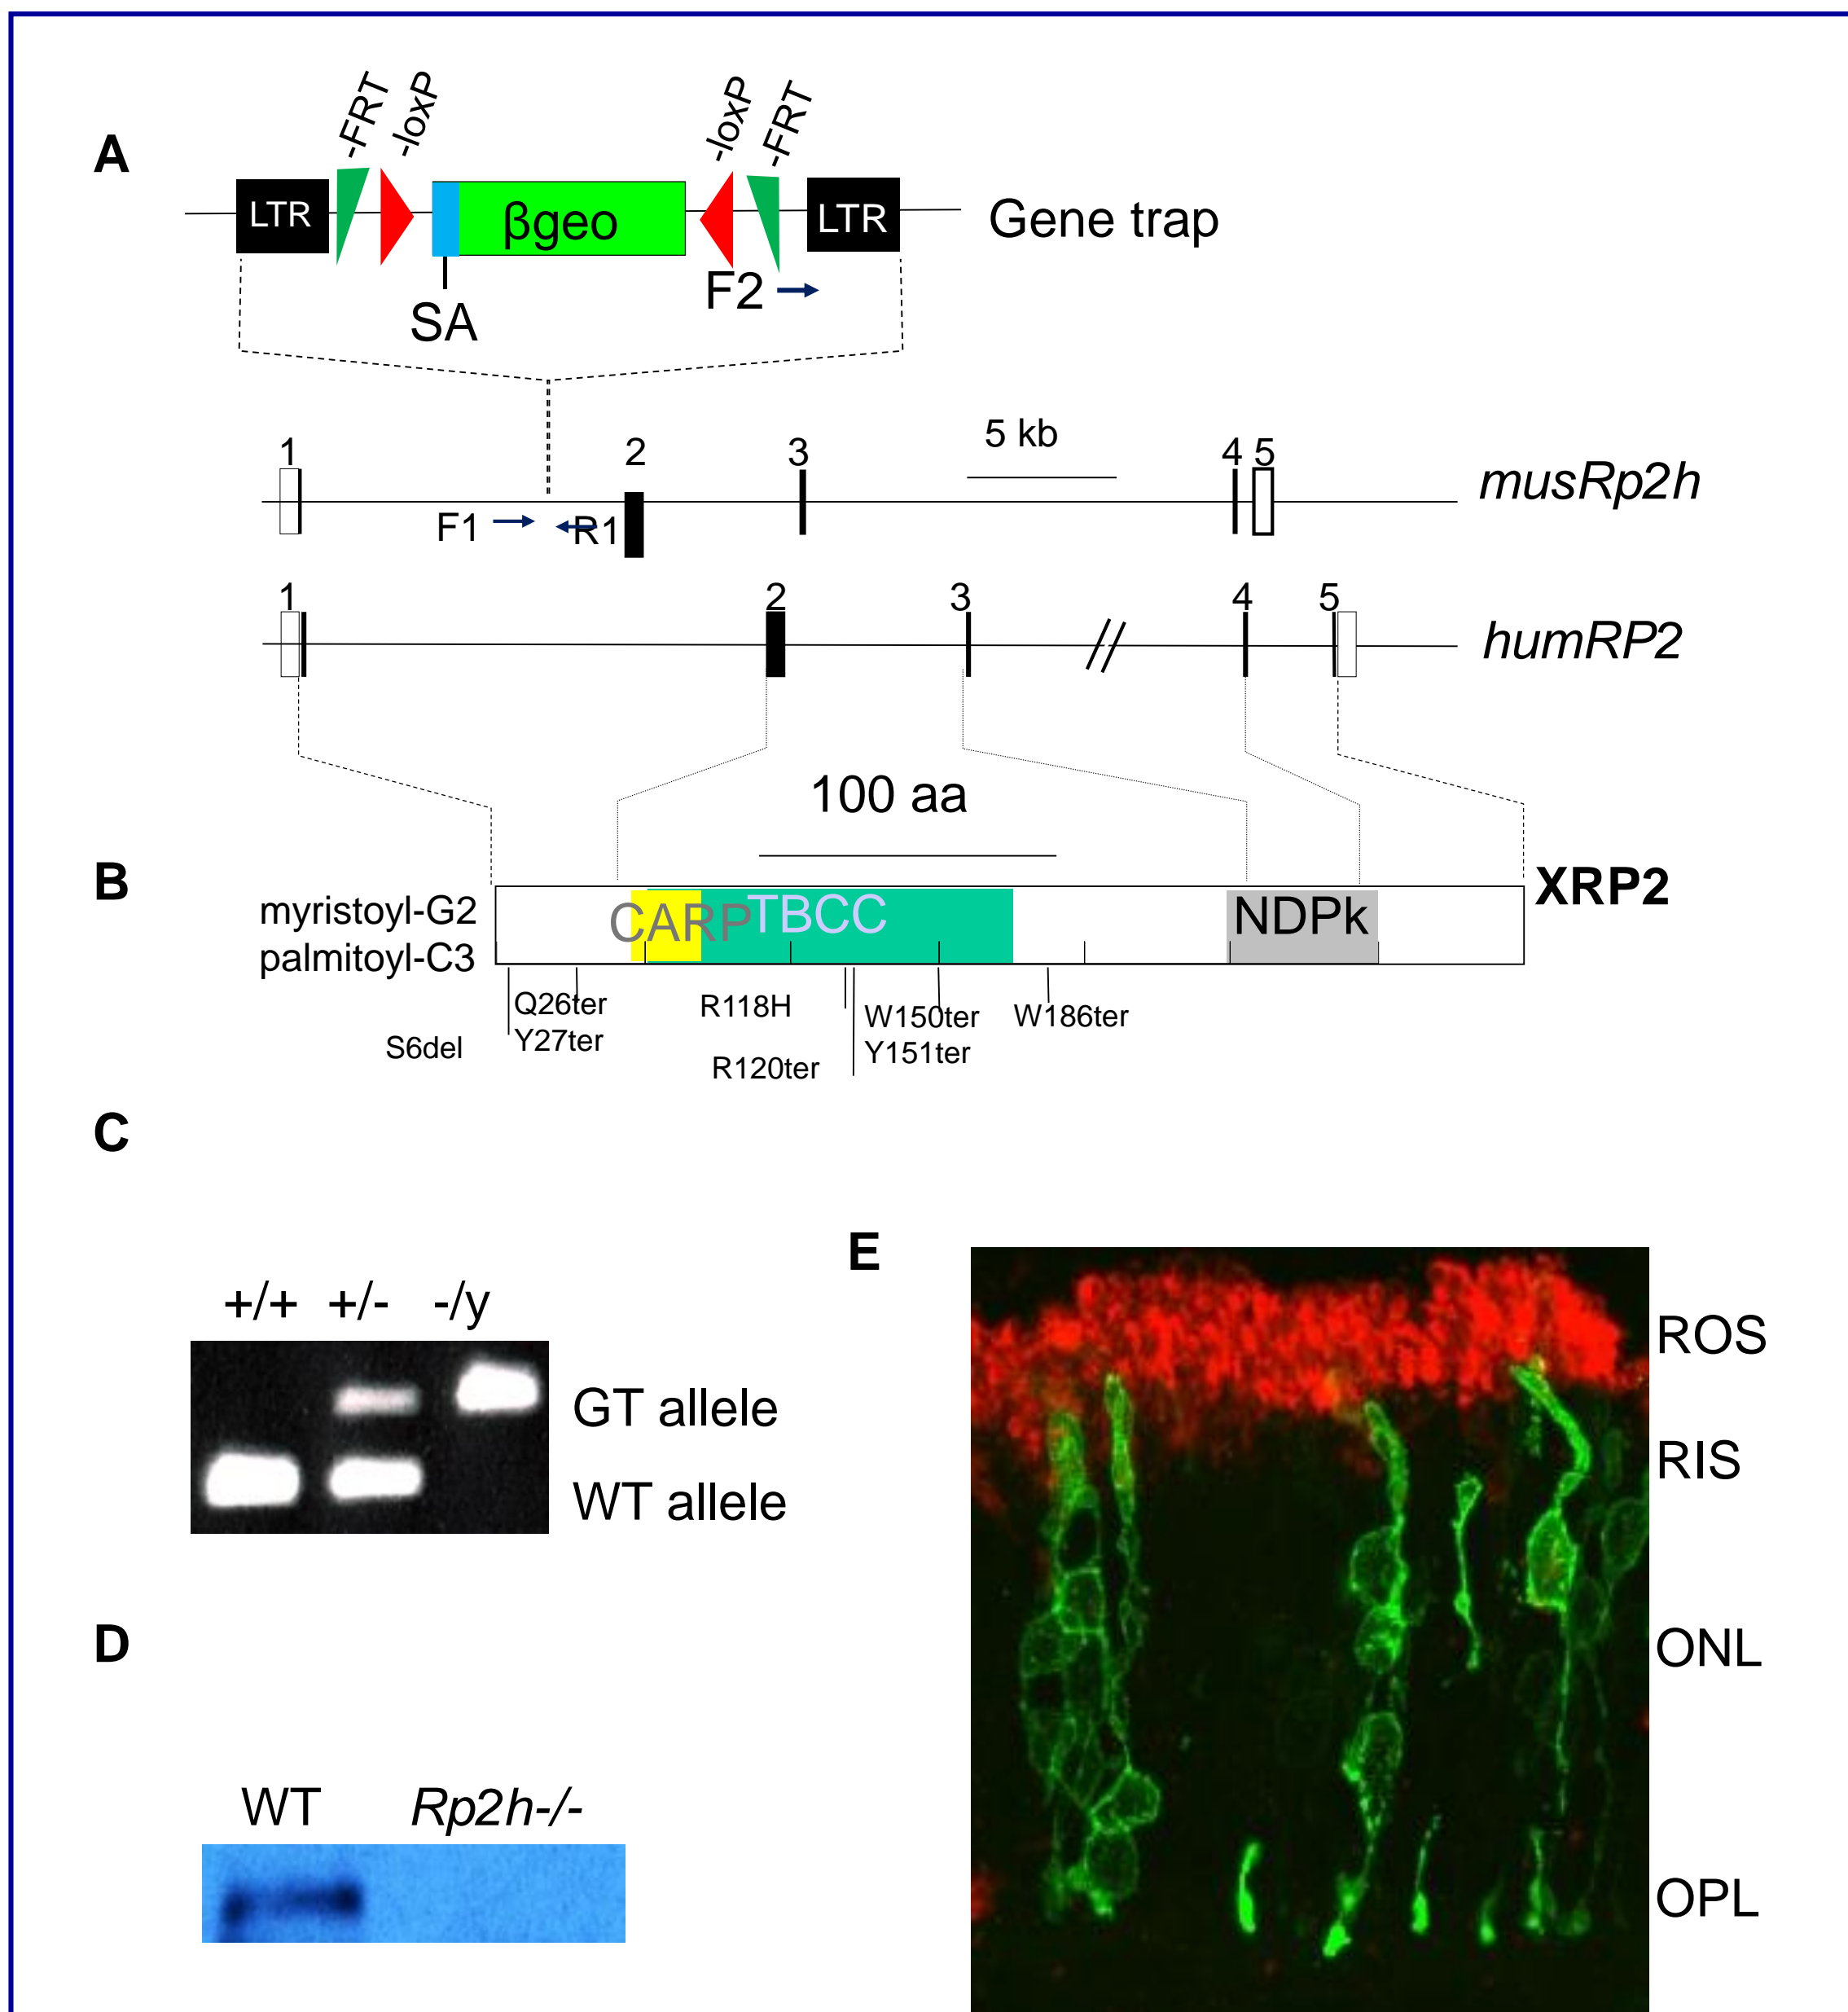 A
-FRT
-loxP
-loxP
-FRT
LTR
βgeo
LTR
Gene trap
SA
F2
5 kb
1
2
3
4
5
musRp2h
F1
R1
1
2
3
4
5
humRP2
100 aa
B
XRP2
myristoyl-G2
palmitoyl-C3
CARP
TBCC
NDPk
Q26ter
Y27ter
S6del
R118H
R120ter
W150ter
Y151ter
W186ter
C
+/+ +/- -/y
GT allele
WT allele
D
WT Rp2h-/-
E
ROS
RIS
ONL
OPL